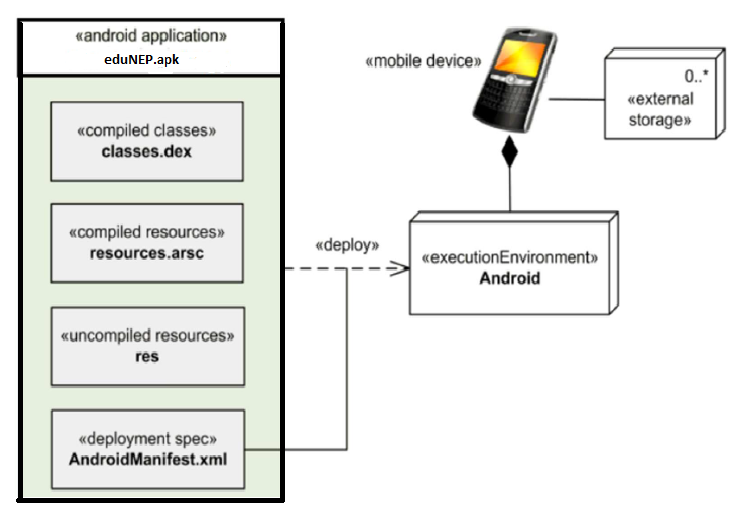 «android application»
eduNEP.apk
«compiled classes»
classes.dex
«compiled resources»
resources.arsc
«uncompiled resources»
res
«deployment spec»
AndroidManifest.xml
«deploy»
«mobile device»
0..*
«external
storage»
«executionEnvironment»
Android